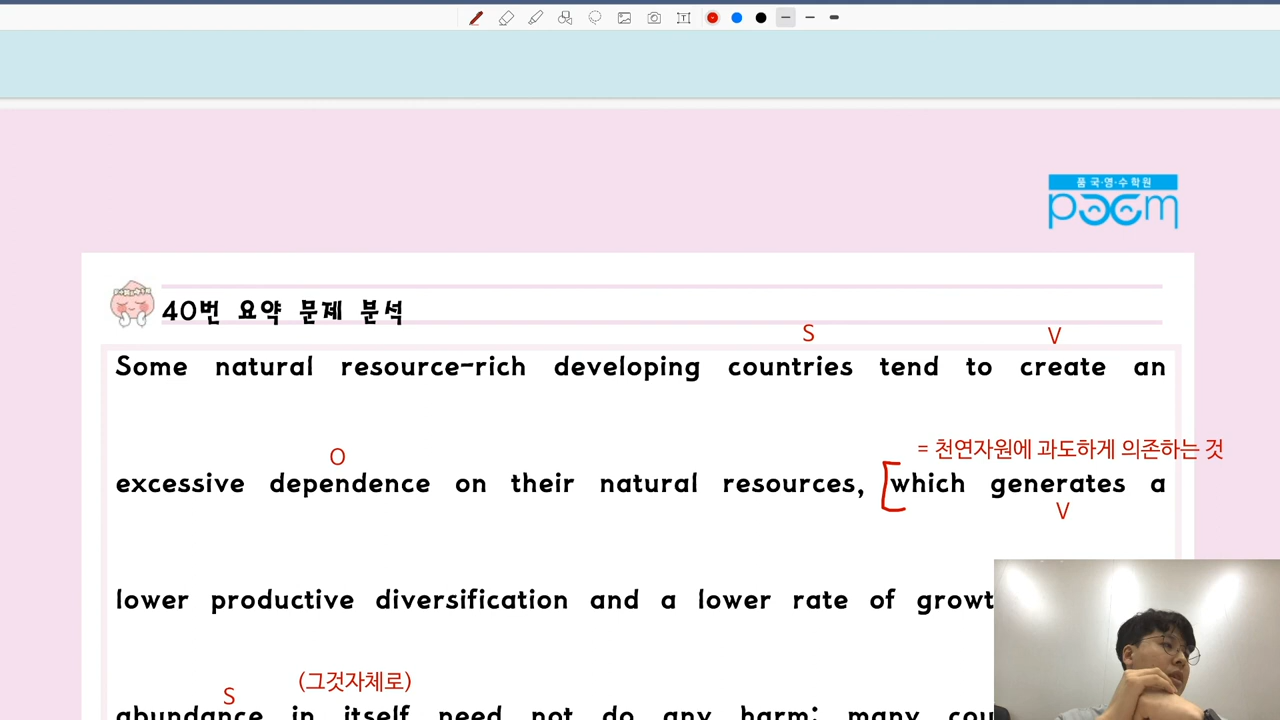 품 국·영·수 학원
poem
40번 요약 문제 분석
S V
Some natural resource-rich developing countries tend to create an
O = 천연자원에 과도하게 의존하는 것
excessive dependence on their natural resources, [which generates a
V
lower productive diversification and a lower rate of growt
S (그것자체로)
abundance in itself need not do any harm: many cou